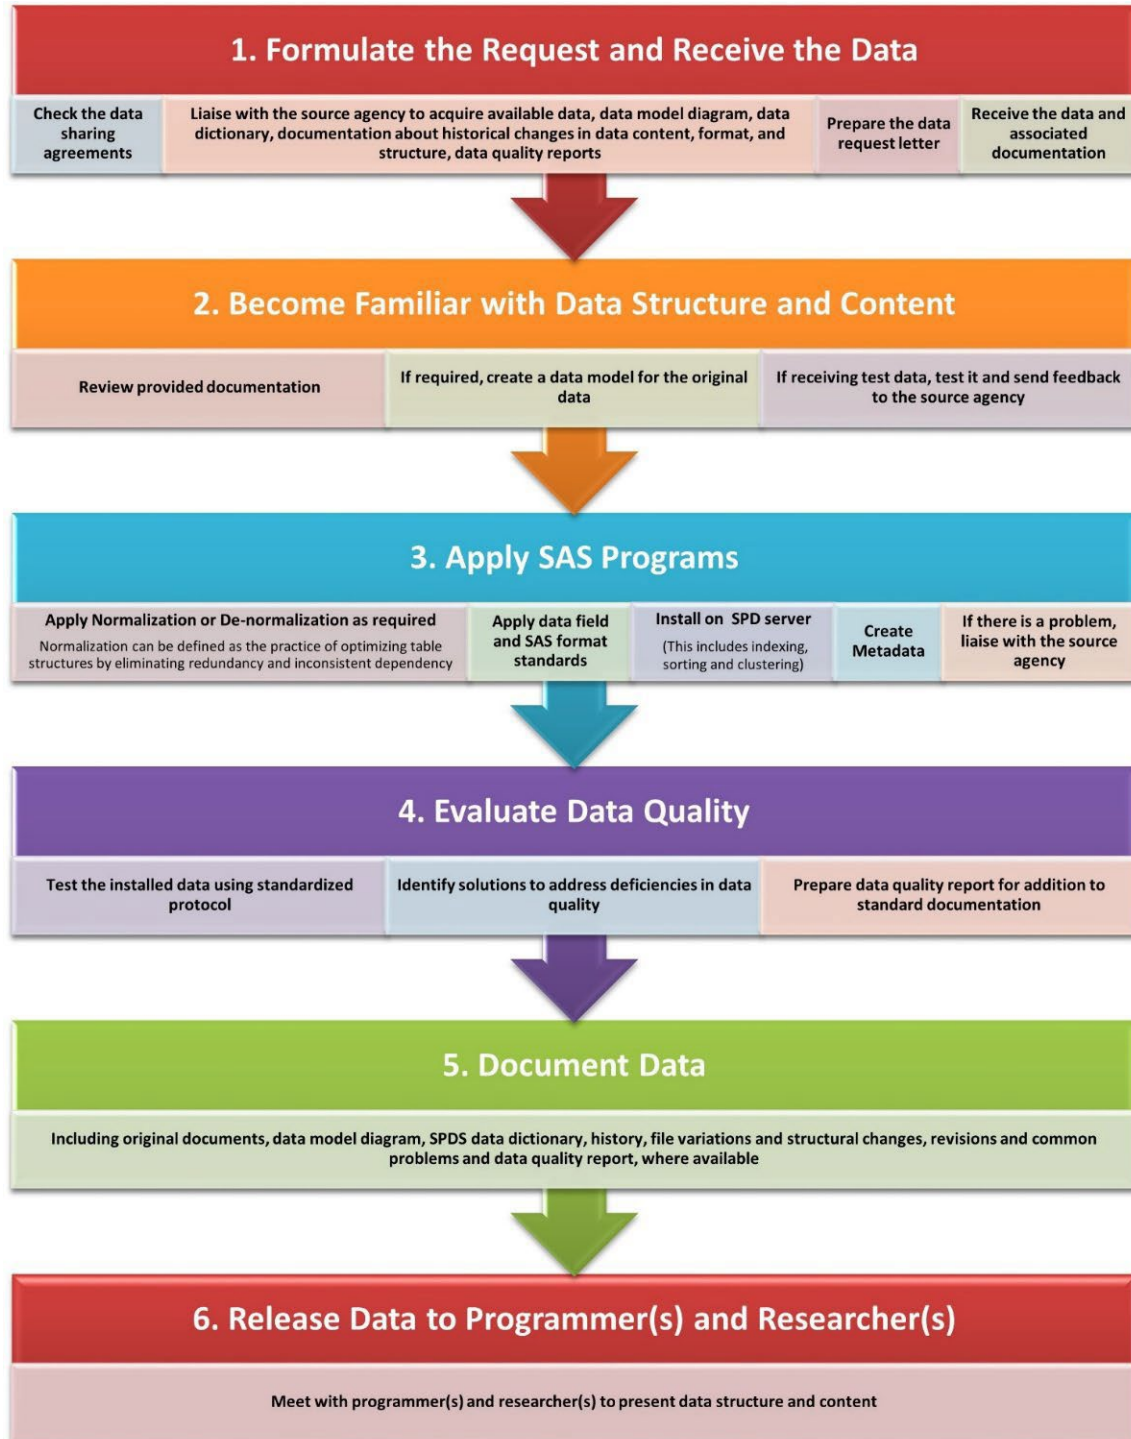 1. Formulate the Request and Receive the Data
Check the data
sharing
agreements
Liaise with the source agency to acquire available data, data model diagram, data
dictionary, documentation about historical changes in data content, format, and
structure, data quality reports
Prepare the data
request letter
Receive the data and
associated
documentation
2. Become Familiar with Data Structure and Content
Review provided documentation
If required, create a data model for the original
data
If receiving test data, test it and send feedback
to the source agency
3. Apply SAS Programs
Apply Normalization or De-normalization as required
Normalization can be defined as the practice of optimizing table
structures by eliminating redundancy and inconsistent dependency
Apply data field
and SAS format
standards
Install on SPD server
(This includes indexing,
sorting and clustering)
Create
Metadata
If there is a problem,
liaise with the source
agency
4. Evaluate Data Quality
Test the installed data using standardized
protocol
Identify solutions to address deficiencies in data
quality
Prepare data quality report for addition to
standard documentation
5. Document Data
Including original documents, data model diagram, SPDS data dictionary, history, file variations and structural changes, revisions and common
problems and data quality report, where available
6. Release Data to Programmer(s) and Researcher(s)
Meet with programmer(s) and researcher(s) to present data structure and content